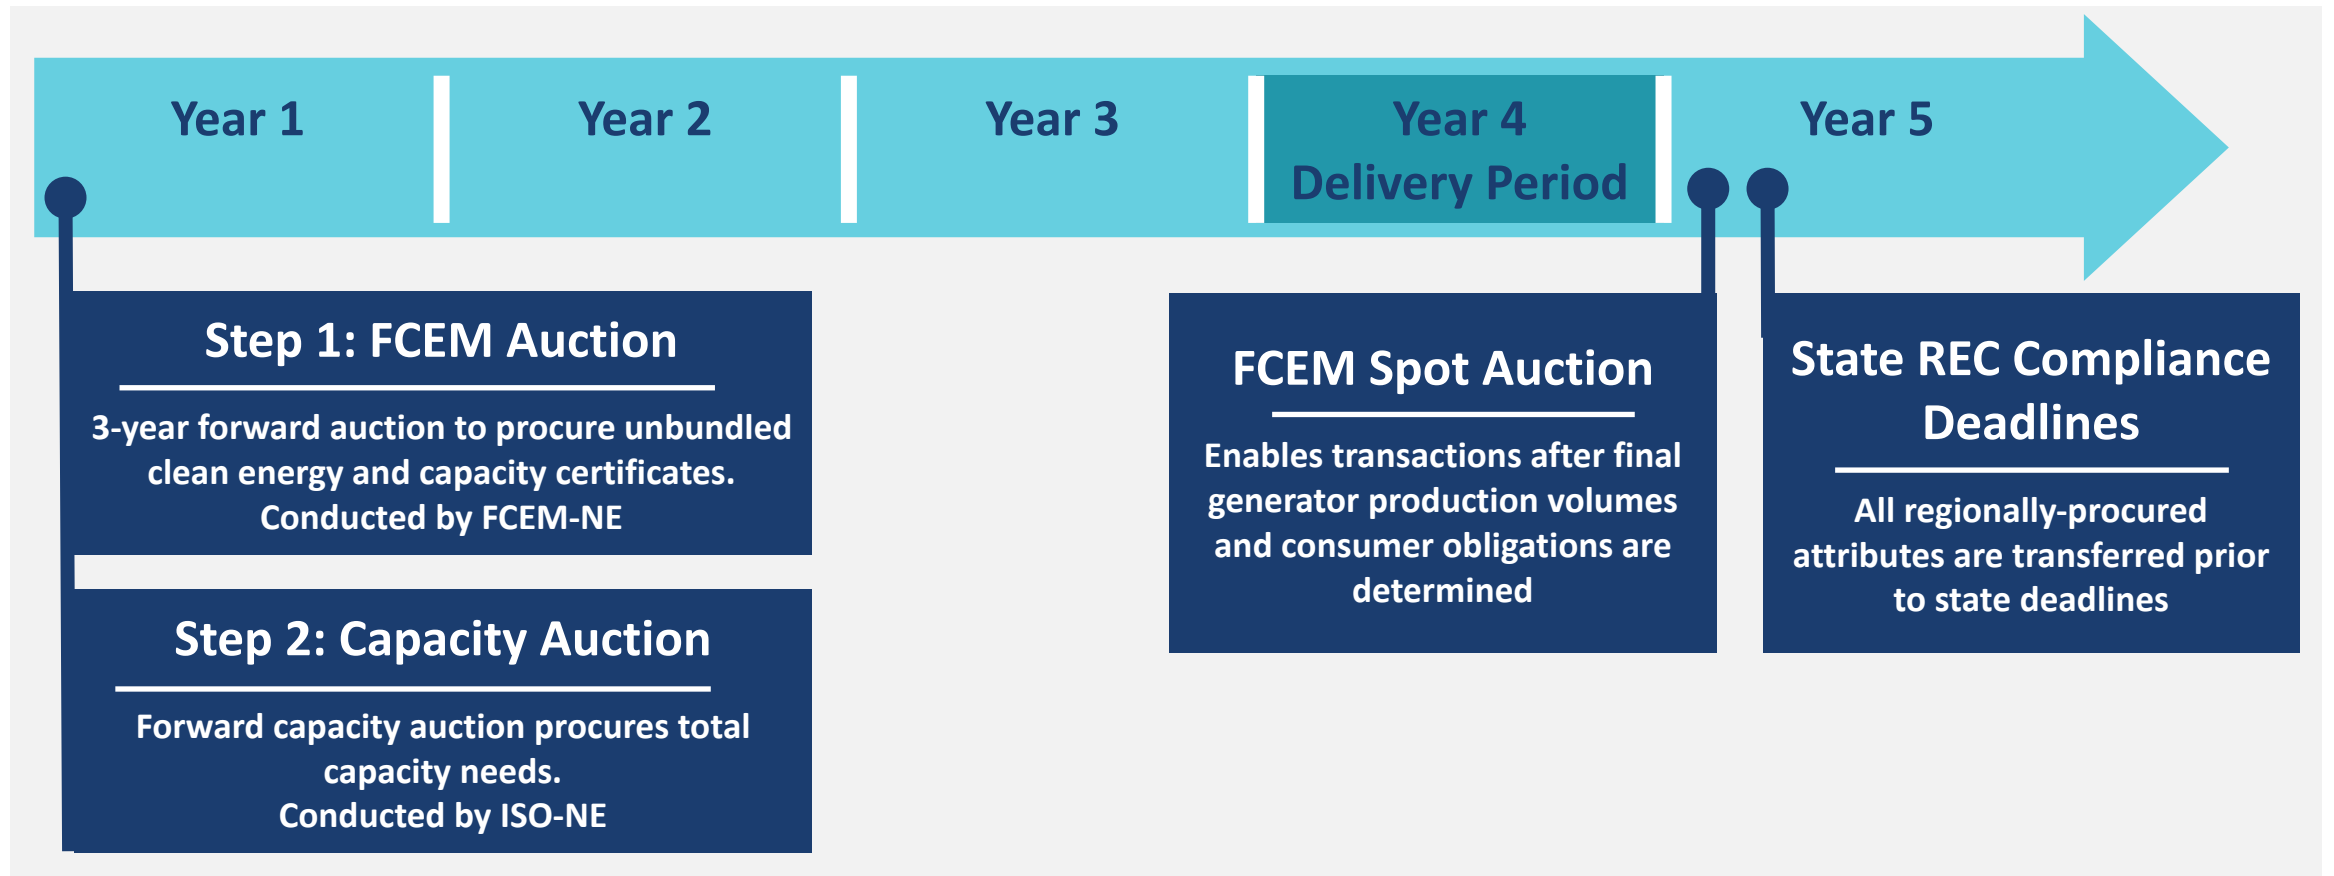 Year 1
Year 2
Year 3
Year 4
Delivery Period
Year 5
Step 1: FCEM Auction
3-year forward auction to procure unbundled
clean energy and capacity certificates.
Conducted by FCEM-NE
Step 2: Capacity Auction
Forward capacity auction procures total
capacity needs.
Conducted by ISO-NE
FCEM Spot Auction
Enables transactions after final
generator production volumes
and consumer obligations are
determined
State REC Compliance
Deadlines
All regionally-procured
attributes are transferred prior
to state deadlines